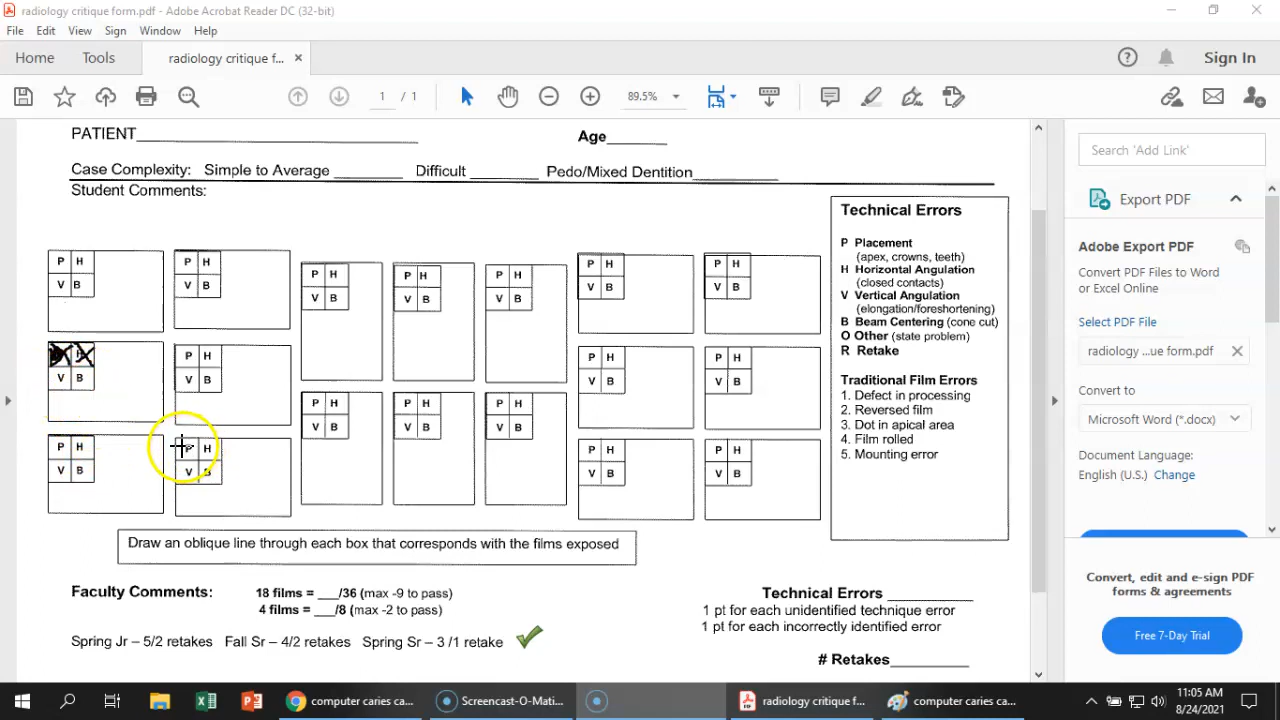 radiology critique form.pdf - Adobe Acrobat Reader DC (32-bit)
File Edit View Sign Window Help
Home Tools radiology critique f... × Sign In
1 / 1 89.5%
PATIENT Age
Case Complexity: Simple to Average Difficult Pedo/Mixed Dentition
Student Comments:
P H P H P H P H P H P H P H
V B V B V B V B V B V B V B
H P H P H P H
V B V B V B V B
P H P H P H
V B V B V B
P H P H P H P H
V B V B V B V B
Draw an oblique line through each box that corresponds with the films exposed
Technical Errors
P Placement
(apex, crowns, teeth)
H Horizontal Angulation
(closed contacts)
V Vertical Angulation
(elongation/foreshortening)
B Beam Centering (cone cut)
O Other (state problem)
R Retake
Traditional Film Errors
1. Defect in processing
2. Reversed film
3. Dot in apical area
4. Film rolled
5. Mounting error
Faculty Comments: 18 films = ___/36 (max -9 to pass)
4 films = ___/8 (max -2 to pass)
Spring Jr – 5/2 retakes Fall Sr – 4/2 retakes Spring Sr – 3 /1 retake
Technical Errors
1 pt for each unidentified technique error
1 pt for each incorrectly identified error
# Retakes
Search 'Add Link'
Export PDF
Adobe Export PDF
Convert PDF Files to Word
or Excel Online
Select PDF File
radiology ...ue form.pdf
Convert to
Microsoft Word (*.docx)
Document Language:
English (U.S.) Change
Convert, edit and e-sign PDF
forms & agreements
Free 7-Day Trial
computer caries ca... Screencast-O-Mati... radiology critique f... computer caries ca...
11:05 AM
8/24/2021